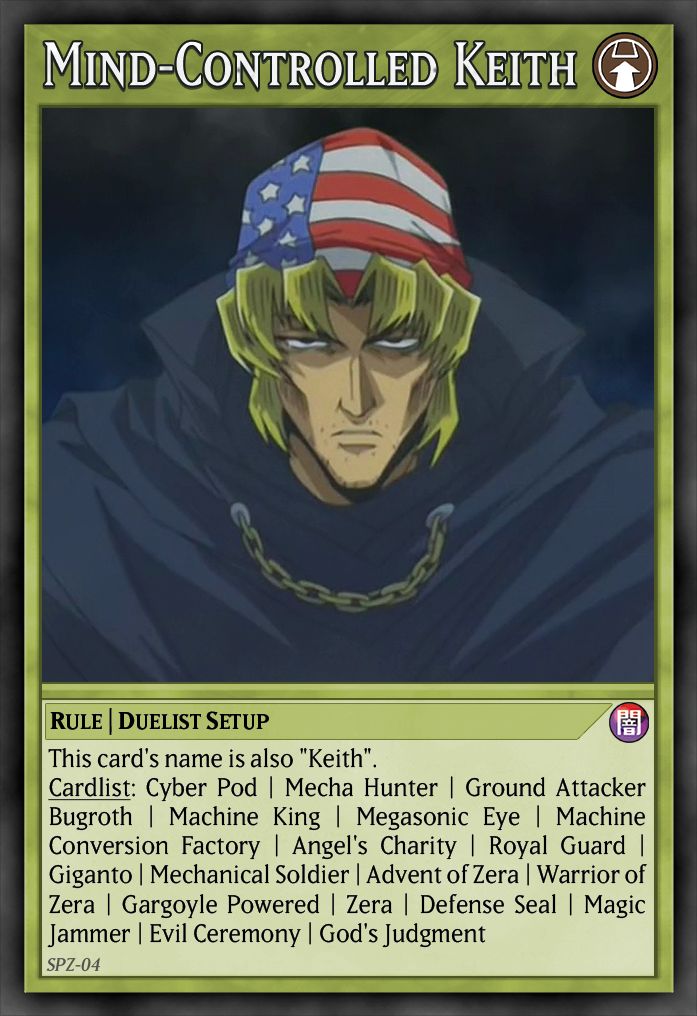 Mind-Controlled Keith
Rule | Duelist Setup
闇
This card's name is also "Keith".
Cardlist: Cyber Pod | Mecha Hunter | Ground Attacker
Bugroth | Machine King | Megasonic Eye | Machine
Conversion Factory | Angel's Charity | Royal Guard |
Giganto | Mechanical Soldier | Advent of Zera | Warrior of
Zera | Gargoyle Powered | Zera | Defense Seal | Magic
Jammer | Evil Ceremony | God's Judgment
SPZ-04